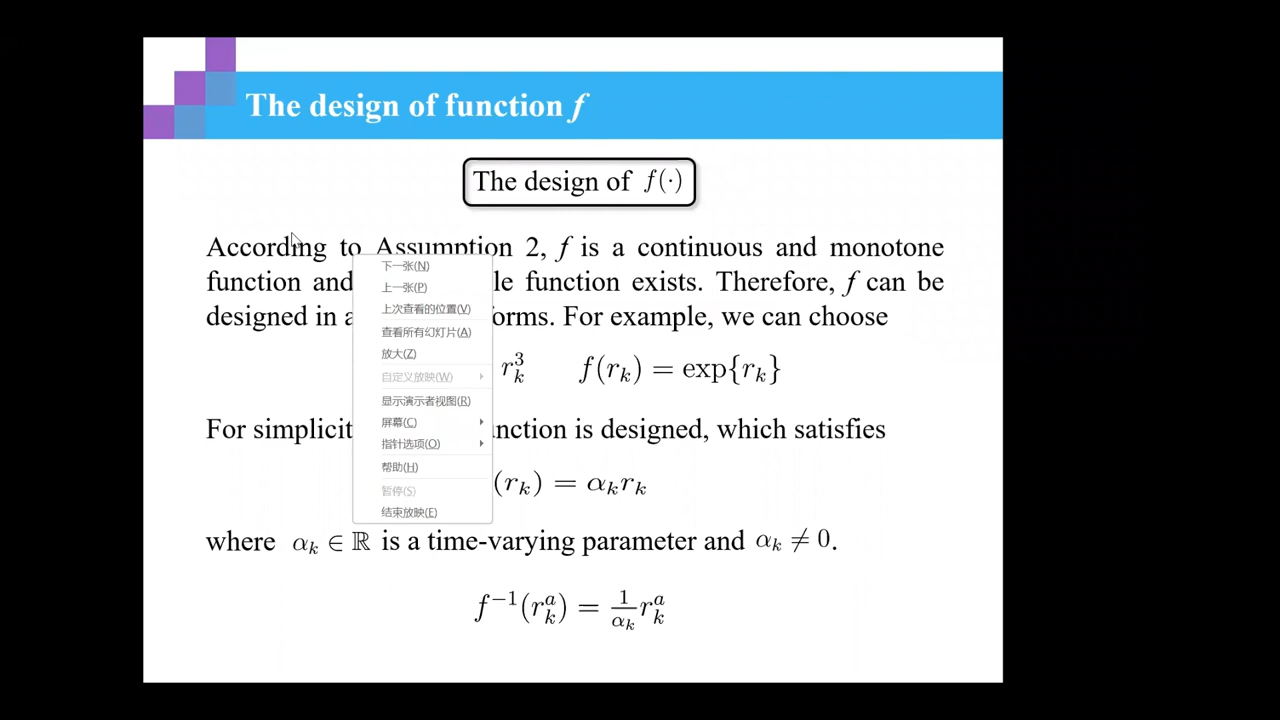 The design of function f
The design of f(·)
According to Assumption 2, f is a continuous and monotone
function and le function exists. Therefore, f can be
designed in a forms. For example, we can choose
r_k^3 f(r_k) = exp{r_k}
For simplicit nction is designed, which satisfies
(r_k) = α_k r_k
where α_k ∈ ℝ is a time-varying parameter and α_k ≠ 0.
f^{-1}(r_k^a) = \frac{1}{α_k} r_k^a
下一张(N)
上一张(P)
上次查看的位置(V)
查看所有幻灯片(A)
放大(Z)
自定义放映(W)
显示演示者视图(R)
屏幕(C)
指针选项(O)
帮助(H)
暂停(S)
结束放映(E)